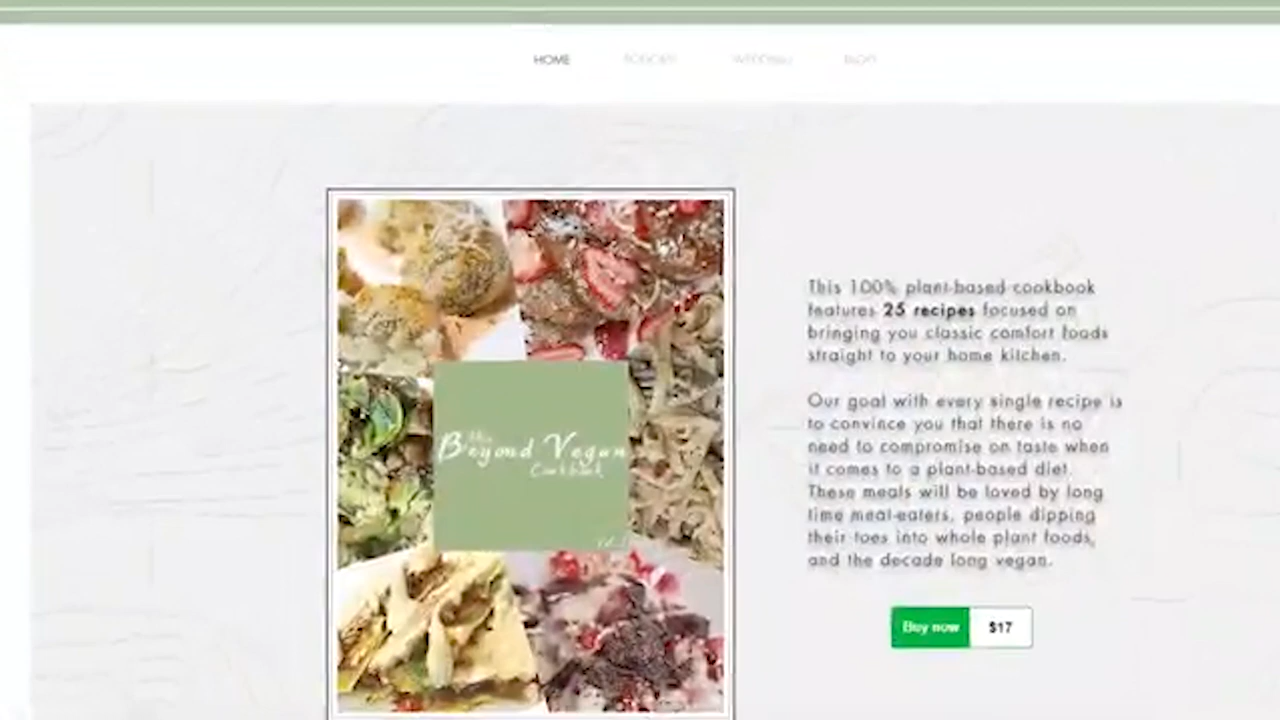 HOME
BLOG
This 100% plant-based cookbook
features 25 recipes focused on
bringing you classic comfort foods
straight to your home kitchen.
Our goal with every single recipe is
to convince you that there is no
need to compromise on taste when
it comes to a plant-based diet.
These meals will be loved by long
time meat-eaters, people dipping
their toes into whole plant foods,
and the decade long vegan.
The
Beyond Vegan
Cookbook
Buy now $17